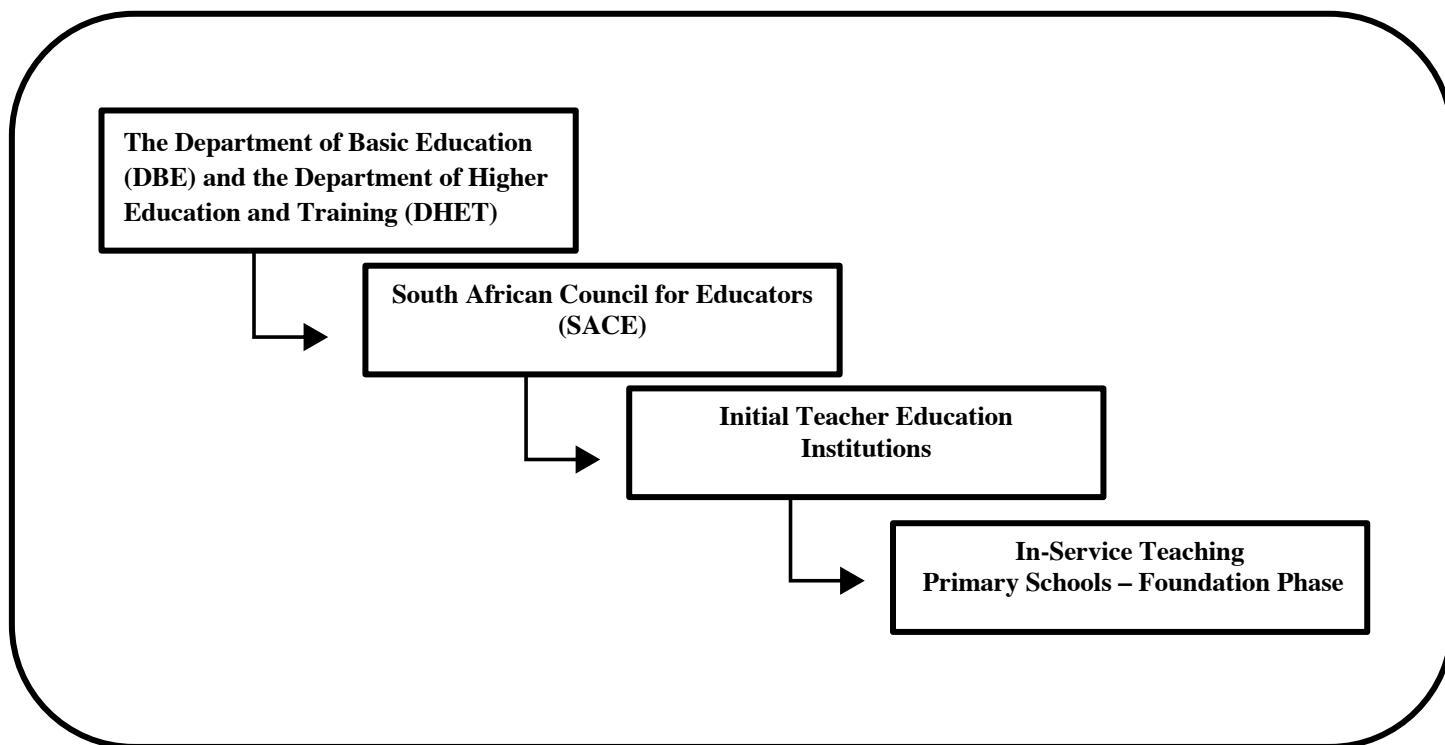 The Department of Basic Education
(DBE) and the Department of Higher
Education and Training (DHET)
South African Council for Educators
(SACE)
Initial Teacher Education
Institutions
In-Service Teaching
Primary Schools – Foundation Phase